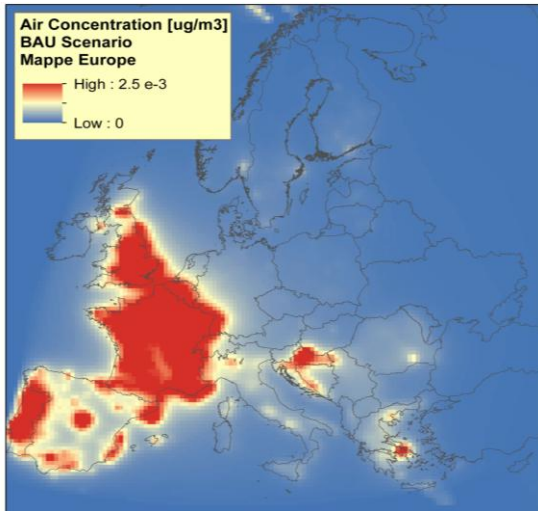 Air Concentration [ug/m3]
BAU Scenario
Mappe Europe
High : 2.5 e-3
Low : 0